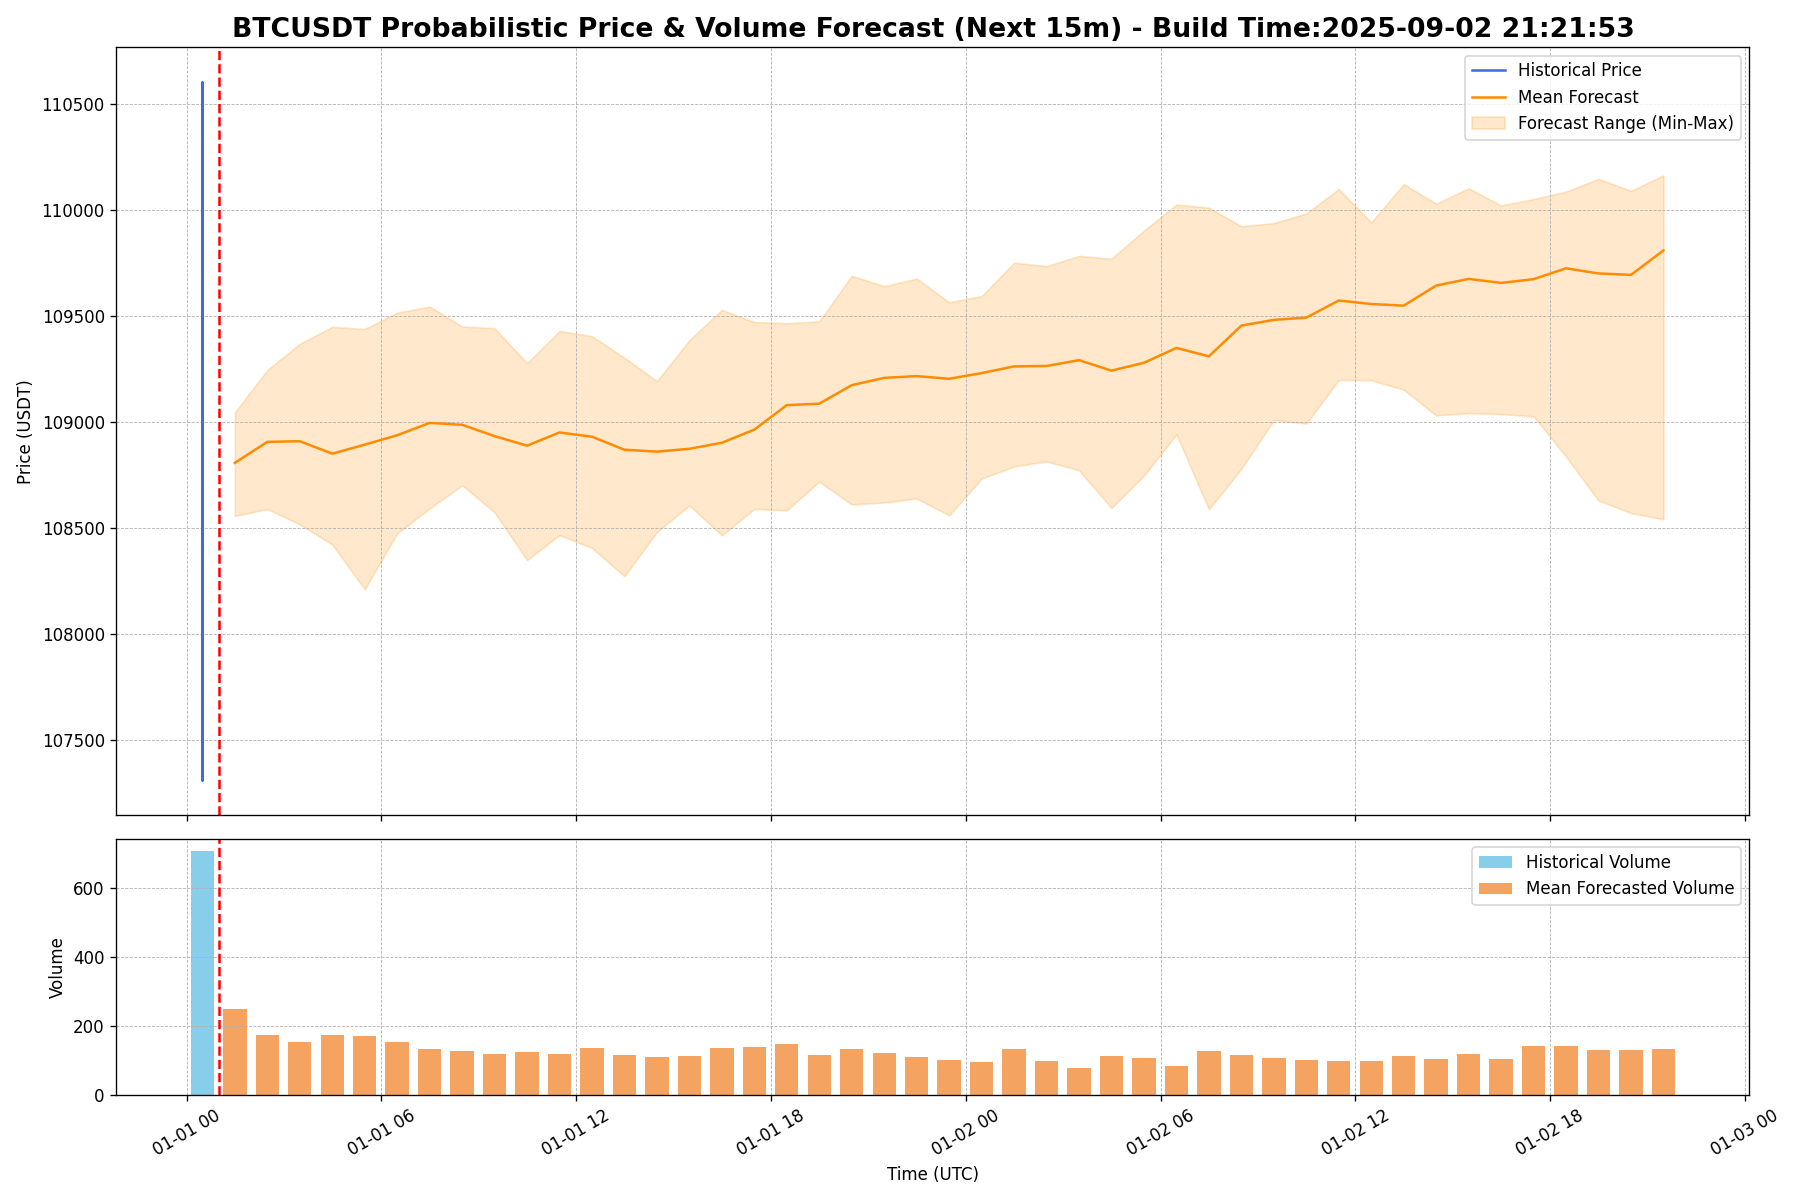 BTCUSDT Probabilistic Price & Volume Forecast (Next 15m) - Build Time:2025-09-02 21:21:53
Historical Price
Mean Forecast
Forecast Range (Min-Max)
Price (USDT)
110500
110000
109500
109000
108500
108000
107500
Historical Volume
Mean Forecasted Volume
Volume
600
400
200
0
01-01 00
01-01 06
01-01 12
01-01 18
01-02 00
01-02 06
01-02 12
01-02 18
01-03 00
Time (UTC)